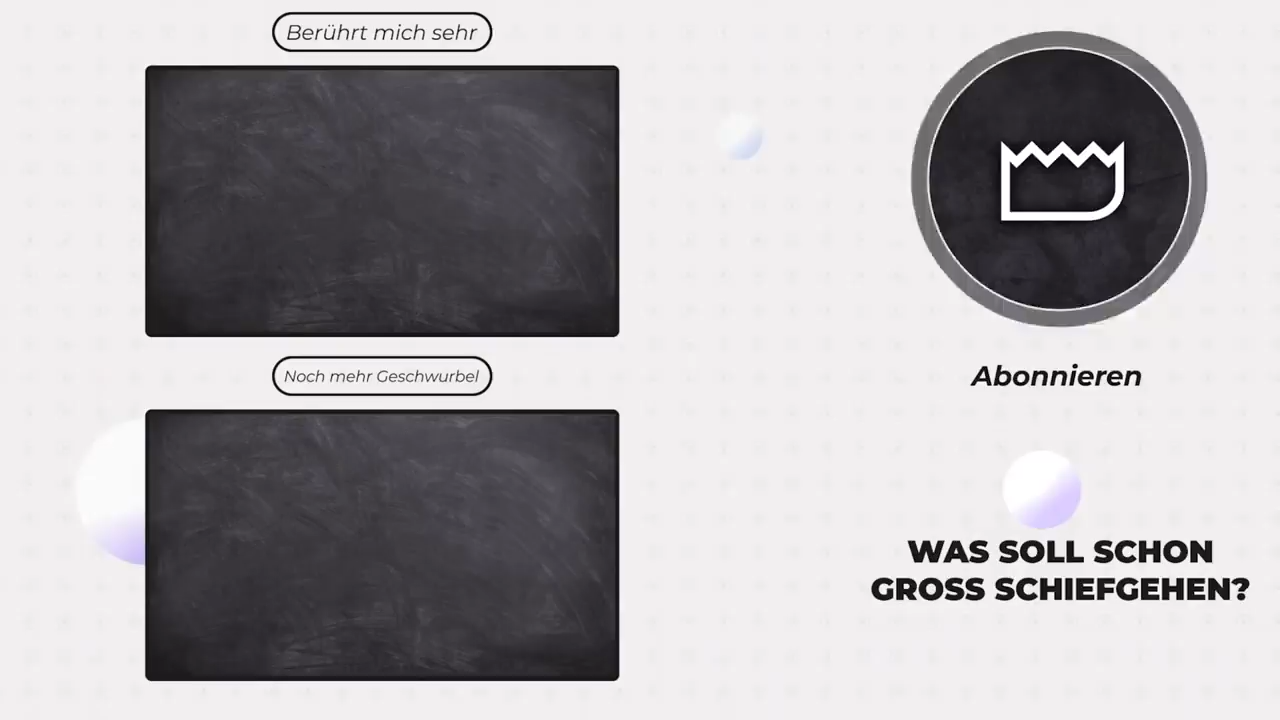 Berührt mich sehr
Noch mehr Geschwurbel
Abonnieren
WAS SOLL SCHON
GROSS SCHIEFGEHEN?